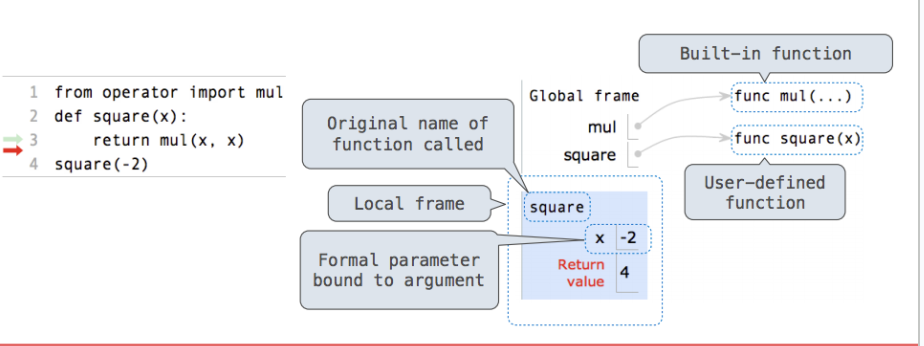 1 from operator import mul
2 def square(x):
3     return mul(x, x)
4 square(-2)
Original name of
function called
Local frame
Formal parameter
bound to argument
Built-in function
Global frame
mul
square
func mul(...)
func square(x)
User-defined
function
square
x -2
Return
value 4